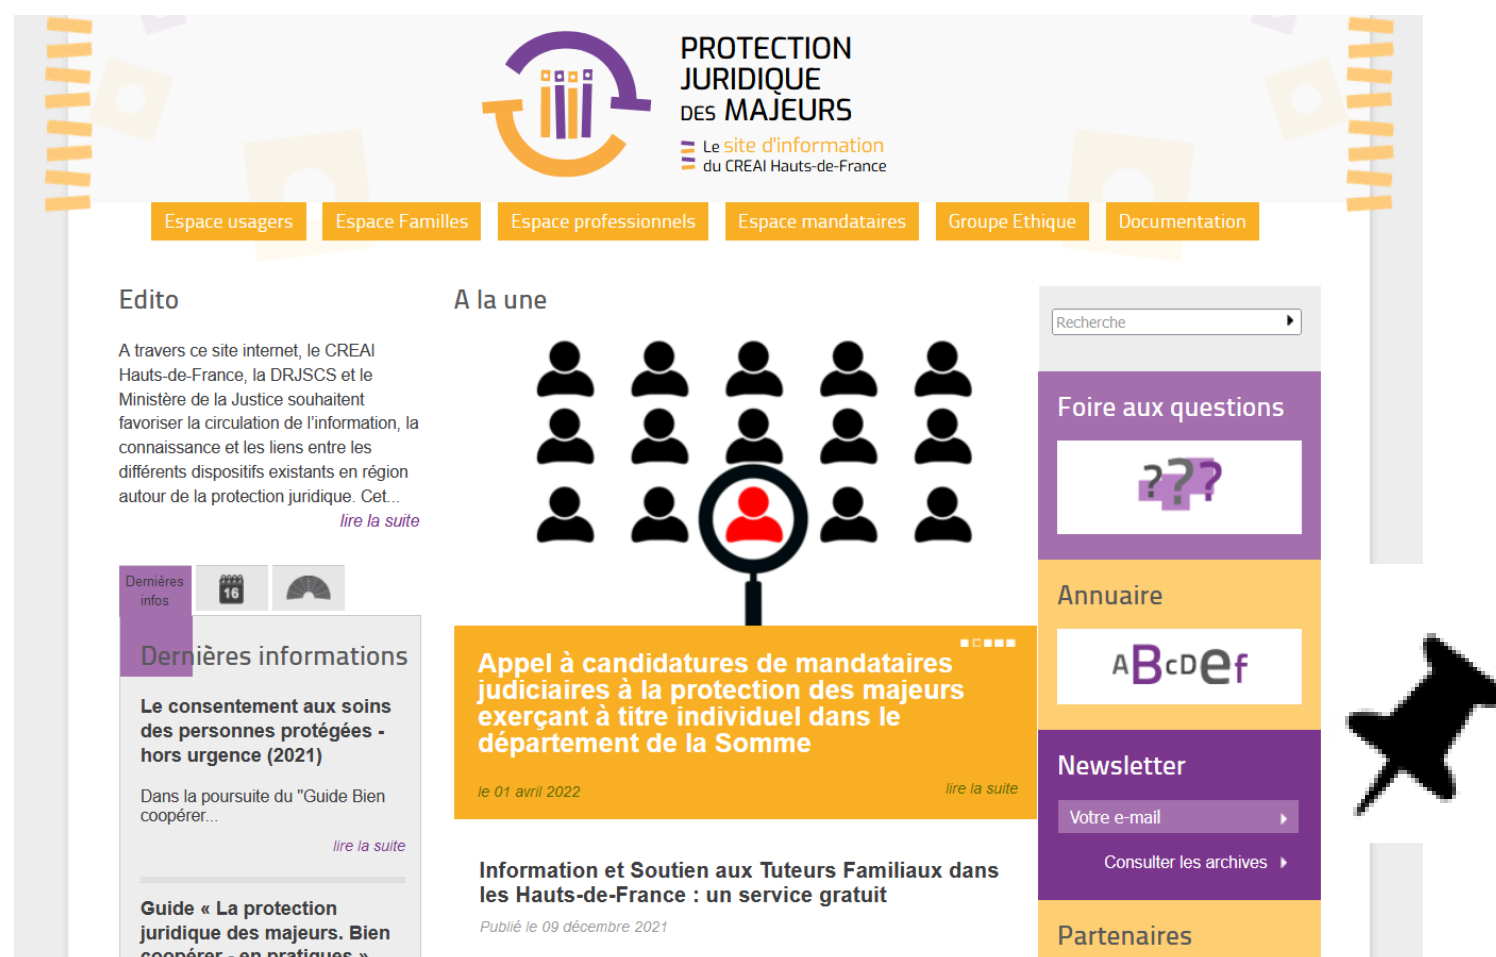 PROTECTION
JURIDIQUE
DES MAJEURS
Le site d'information
du CREAI Hauts-de-France
Espace usagers
Espace Familles
Espace professionnels
Espace mandataires
Groupe Ethique
Documentation
Edito
A travers ce site internet, le CREAI
Hauts-de-France, la DRJSCS et le
Ministère de la Justice souhaitent
favoriser la circulation de l'information, la
connaissance et les liens entre les
différents dispositifs existants en région
autour de la protection juridique. Cet...
lire la suite
Dernières
infos
16
Dernières informations
Le consentement aux soins
des personnes protégées -
hors urgence (2021)
Dans la poursuite du "Guide Bien
coopérer...
lire la suite
Guide « La protection
juridique des majeurs. Bien
coopérer - en pratiques »
A la une
Appel à candidatures de mandataires
judiciaires à la protection des majeurs
exerçant à titre individuel dans le
département de la Somme
le 01 avril 2022
lire la suite
Information et Soutien aux Tuteurs Familiaux dans
les Hauts-de-France : un service gratuit
Publié le 09 décembre 2021
Recherche
Foire aux questions
???
Annuaire
ABCDef
Newsletter
Votre e-mail
Consulter les archives
Partenaires